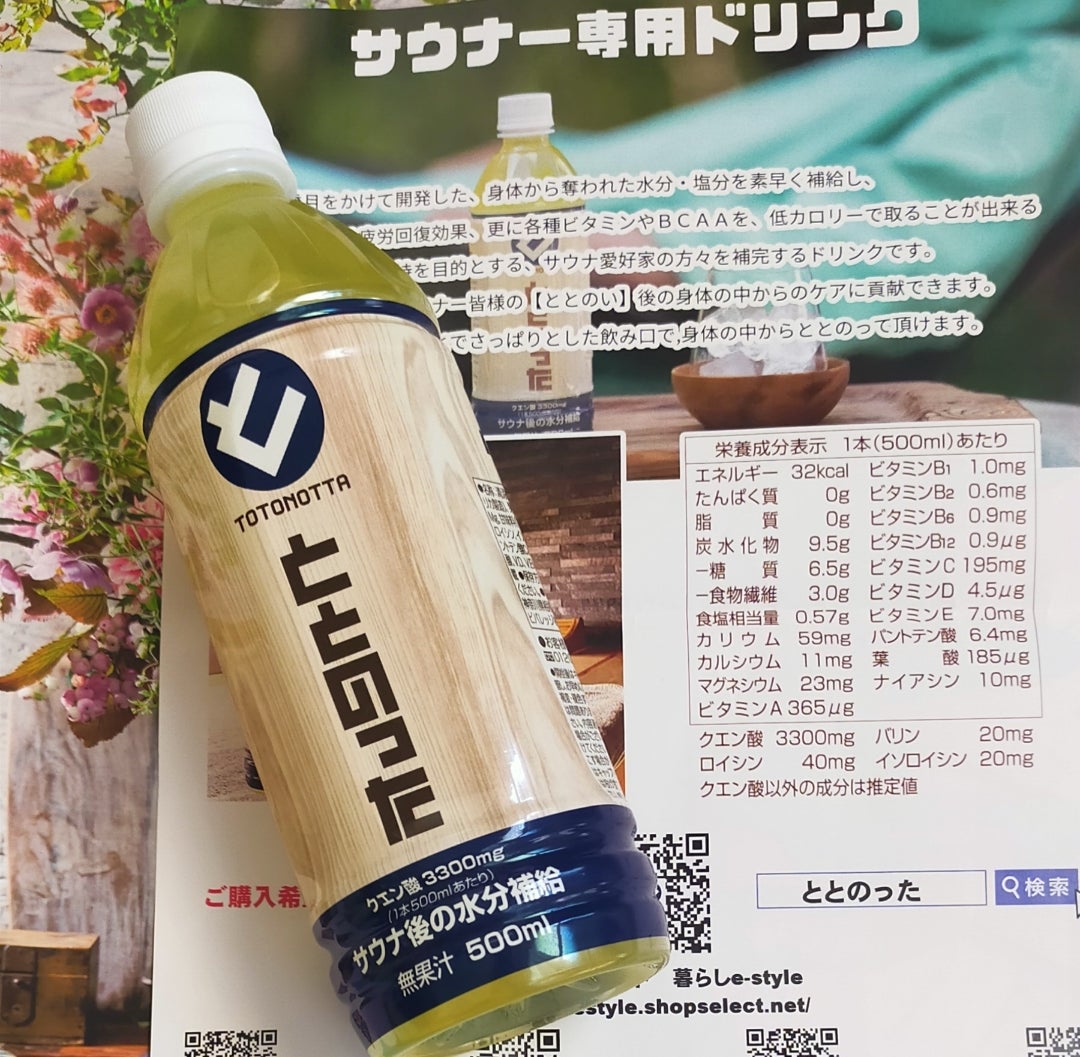 サウナー専用ドリンク
目をかけて開発した、身体から奪われた水分・塩分を素早く補給し、
疲労回復効果、更に各種ビタミンやBCAAを、低カロリーで取ることが出来る
を目的とする、サウナ愛好家の方々を補完するドリンクです。
ナー皆様の【ととのい】後の身体の中からのケアに貢献できます。
でさっぱりとした飲み口で,身体の中からととのって頂けます。
クエン酸 3300mg
サウナ後の水分補給
と
TOTONOTTA
ととのった
クエン酸 3300mg
(1本500mlあたり)
サウナ後の水分補給
無果汁 500ml
栄養成分表示 1本(500ml)あたり
エネルギー 32kcal ビタミンB1 1.0mg
たんぱく質 0g ビタミンB2 0.6mg
脂質 0g ビタミンB6 0.9mg
炭水化物 9.5g ビタミンB12 0.9μg
−糖質 6.5g ビタミンC 195mg
−食物繊維 3.0g ビタミンD 4.5μg
食塩相当量 0.57g ビタミンE 7.0mg
カリウム 59mg パントテン酸 6.4mg
カルシウム 11mg 葉酸 185μg
マグネシウム 23mg ナイアシン 10mg
ビタミンA 365μg
クエン酸 3300mg バリン 20mg
ロイシン 40mg イソロイシン 20mg
クエン酸以外の成分は推定値
ご購入希
ととのった 検索
暮らしe-style
style.shopselect.net/